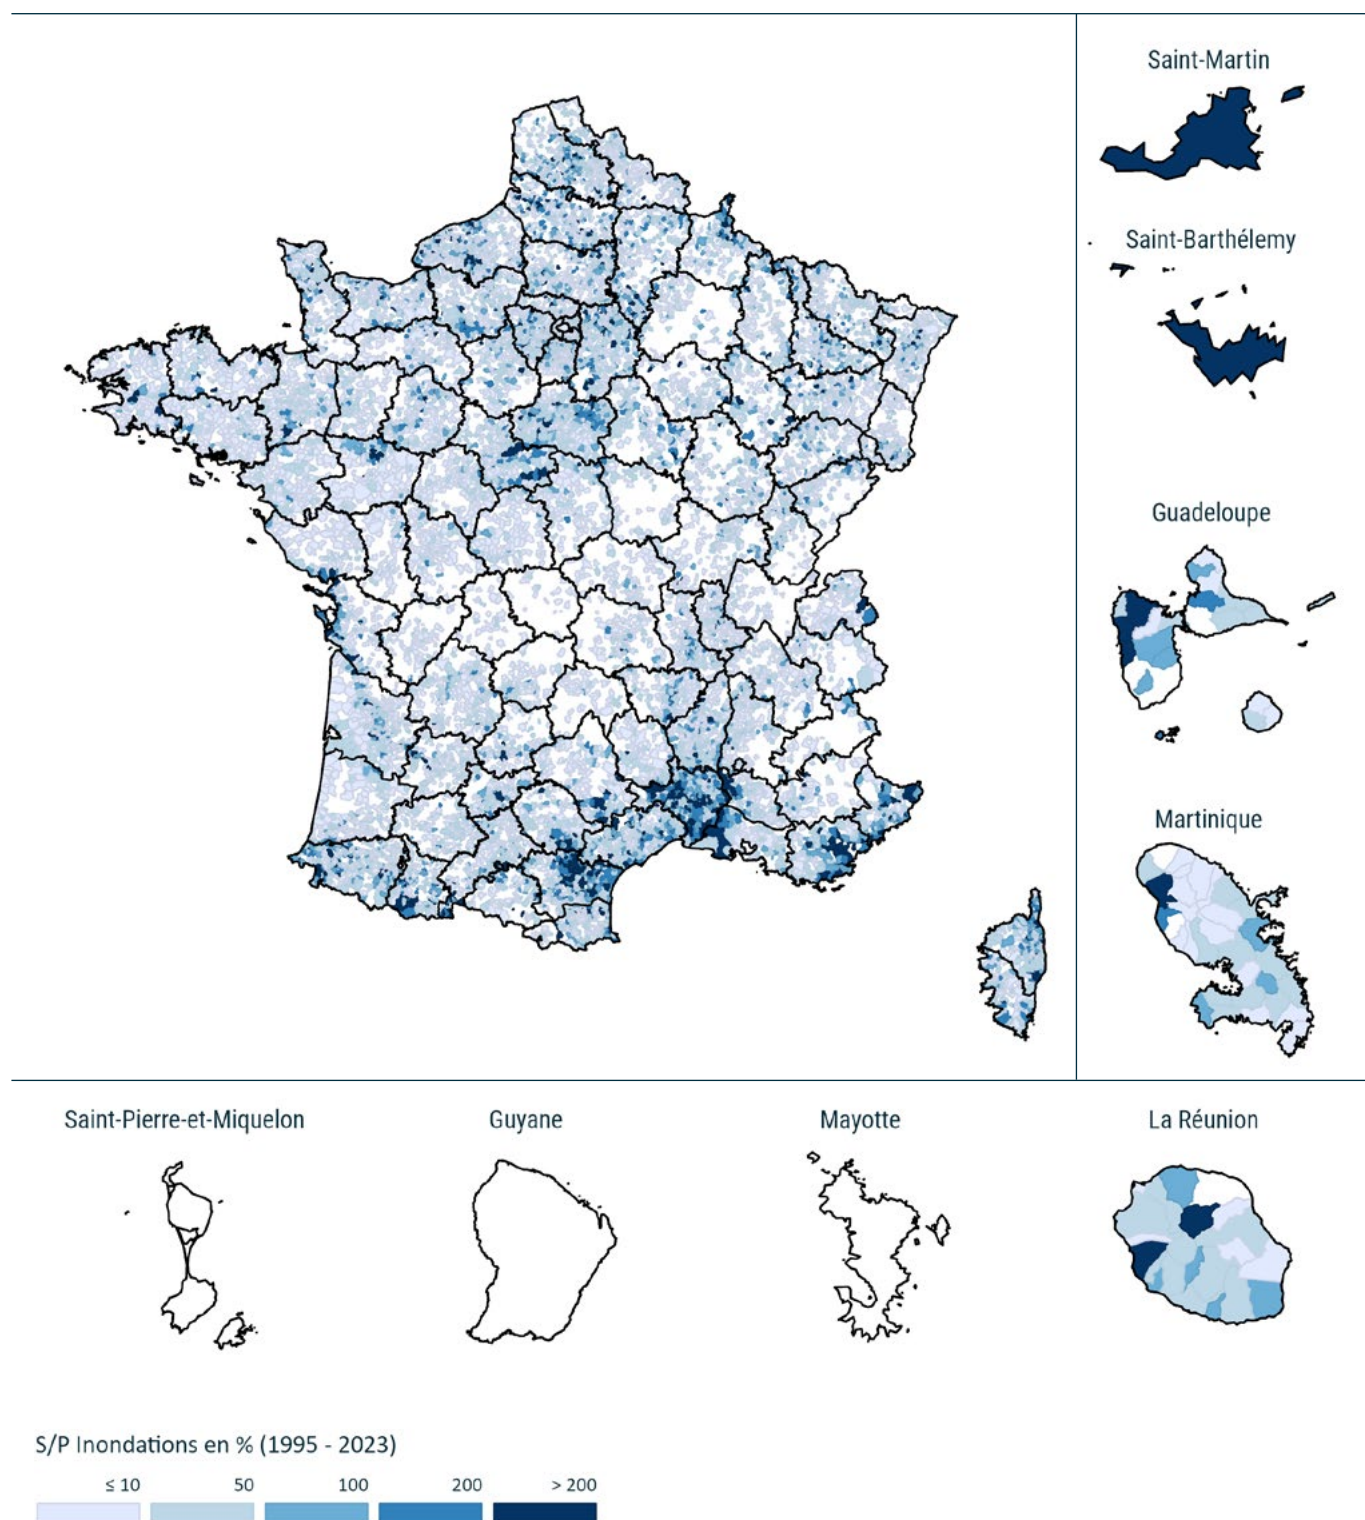 Saint-Martin
Saint-Barthélemy
Guadeloupe
Martinique
Saint-Pierre-et-Miquelon
Guyane
Mayotte
La Réunion
S/P Inondations en % (1995 - 2023)
≤ 10 50 100 200 > 200